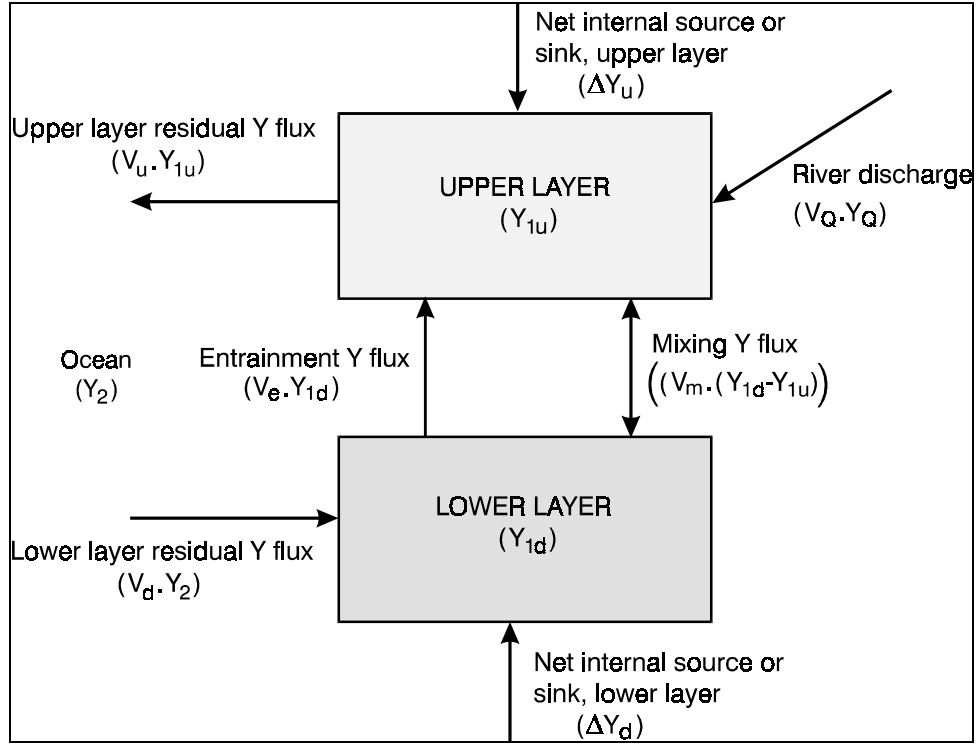 Net internal source or
sink, upper layer
(ΔYu)
Upper layer residual Y flux
(Vu.Y1u)
UPPER LAYER
(Y1u)
River discharge
(VQ.YQ)
Ocean
(Y2)
Entrainment Y flux
(Ve.Y1d)
Mixing Y flux
((Vm.(Y1d-Y1u))
LOWER LAYER
(Y1d)
Lower layer residual Y flux
(Vd.Y2)
Net internal source or
sink, lower layer
(ΔYd)